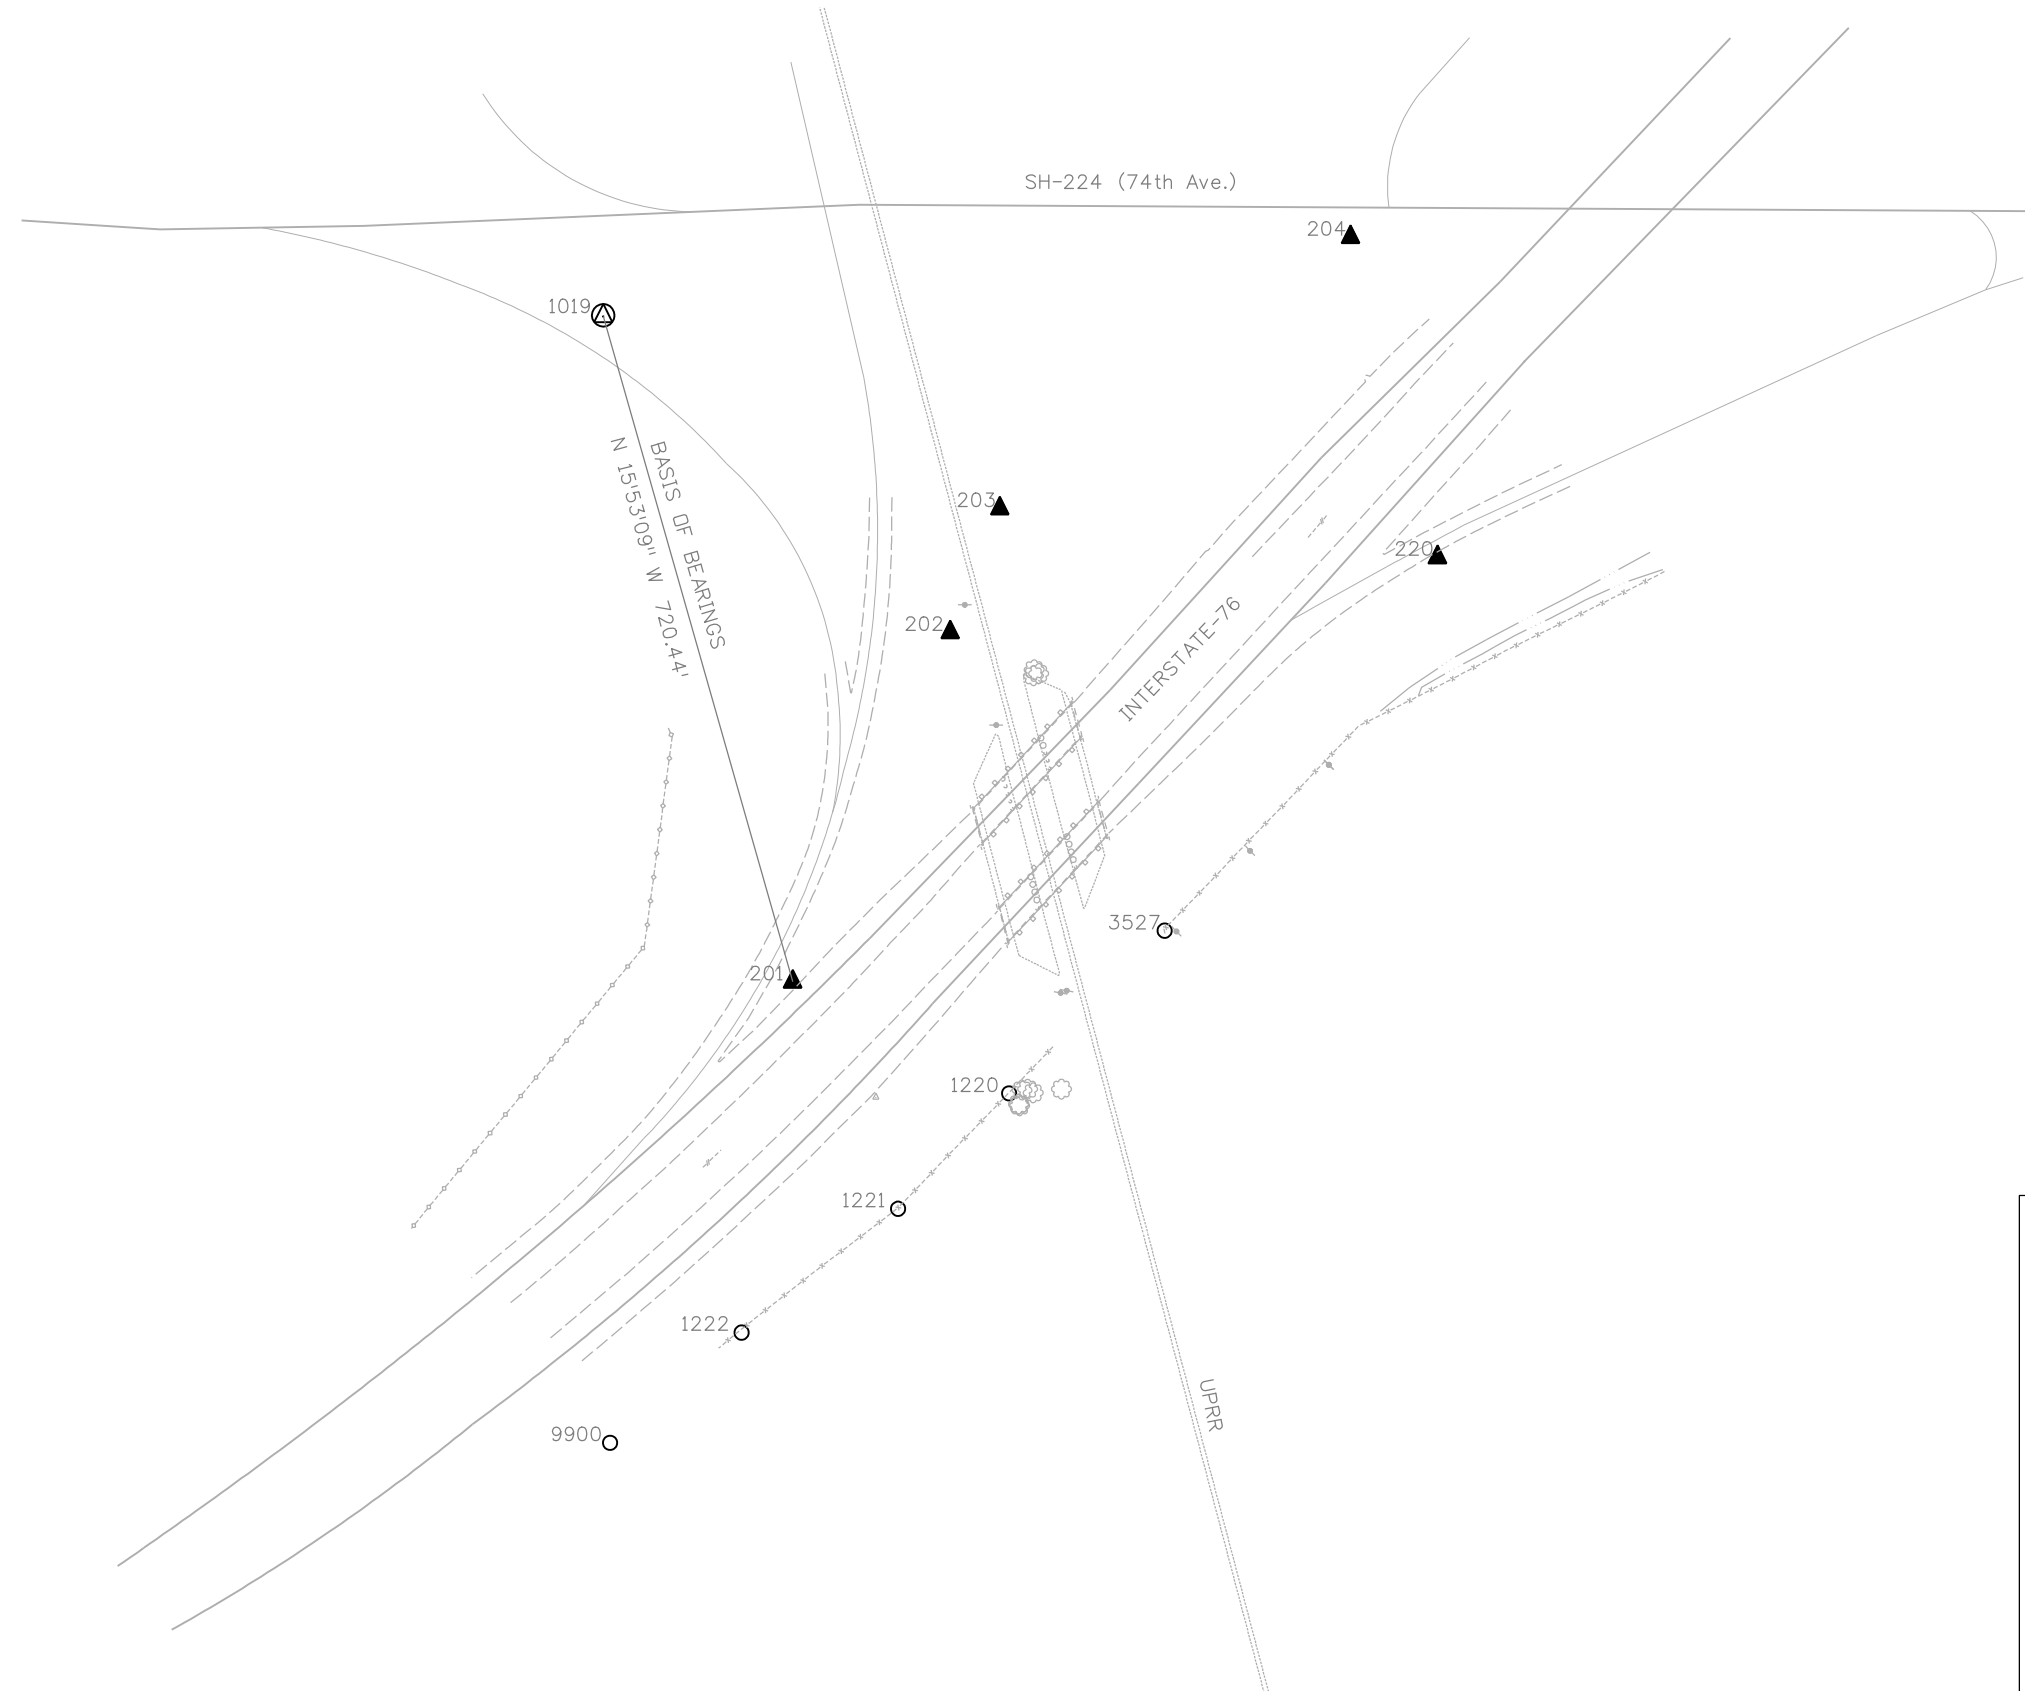 SH-224 (74th Ave.)
204
1019
BASIS OF BEARINGS
N 15'53'09" W 720.44'
203
220
202
INTERSTATE-76
3527
201
1220
1221
1222
UPRR
9900